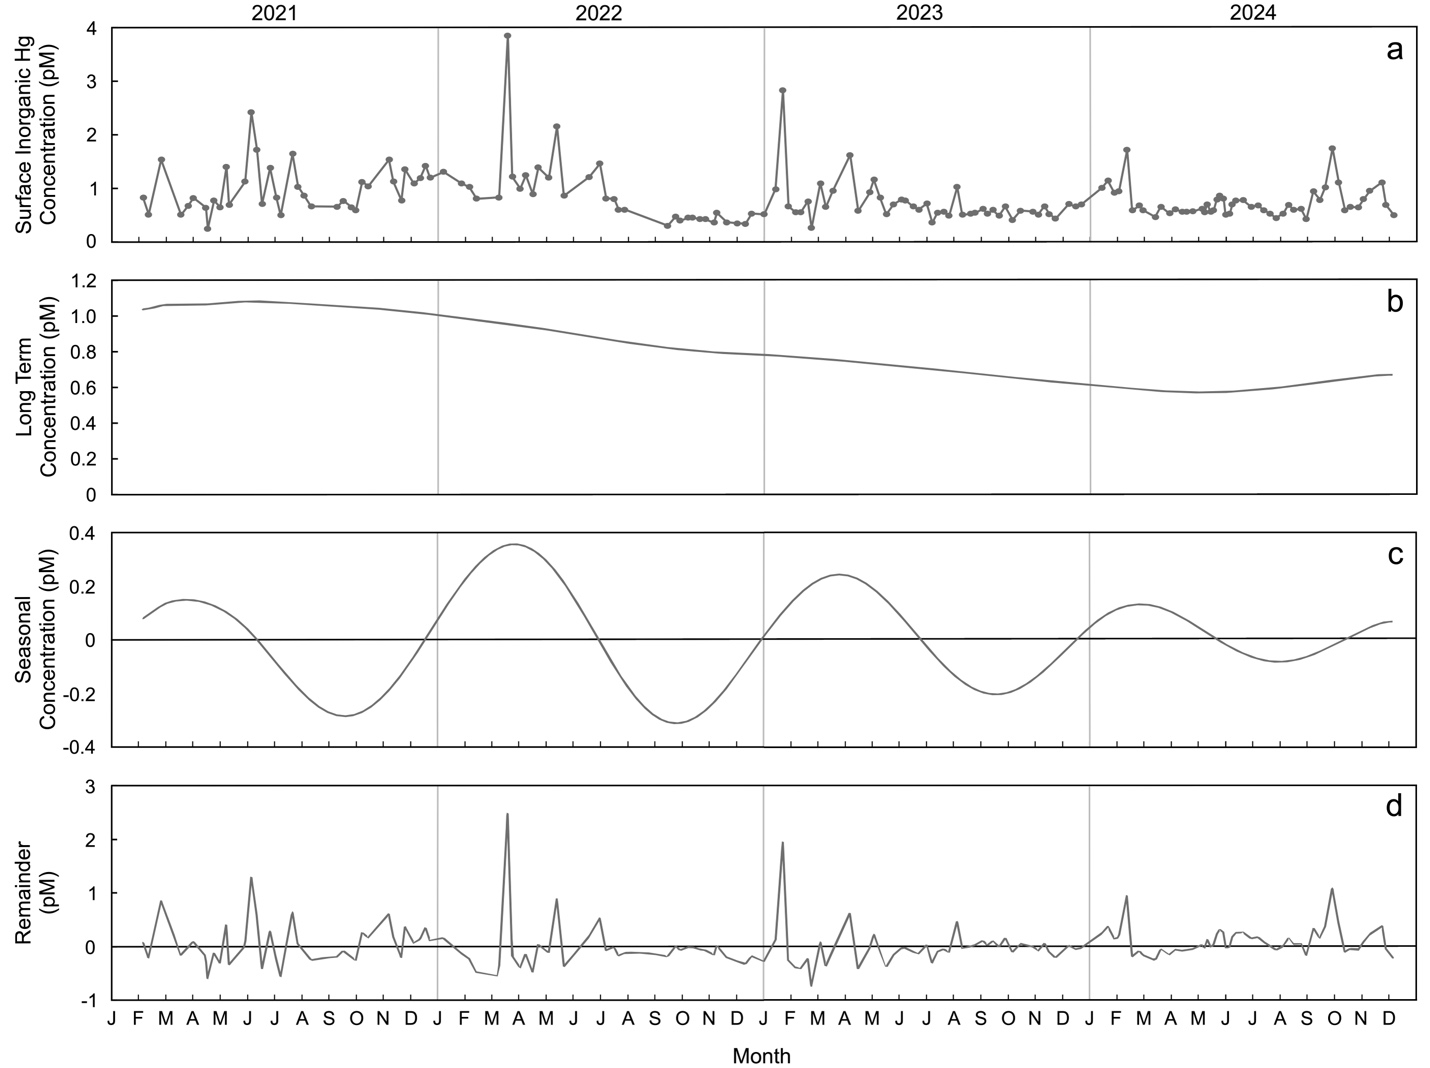 2021 2022 2023 2024
Surface Inorganic Hg
Concentration (pM)
4
3
2
1
0
a
Long Term
Concentration (pM)
1.2
1.0
0.8
0.6
0.4
0.2
0
b
Seasonal
Concentration (pM)
0.4
0.2
0
-0.2
-0.4
c
Remainder
(pM)
3
2
1
0
-1
d
J F M A M J J A S O N D J F M A M J J A S O N D J F M A M J J A S O N D J F M A M J J A S O N D
Month